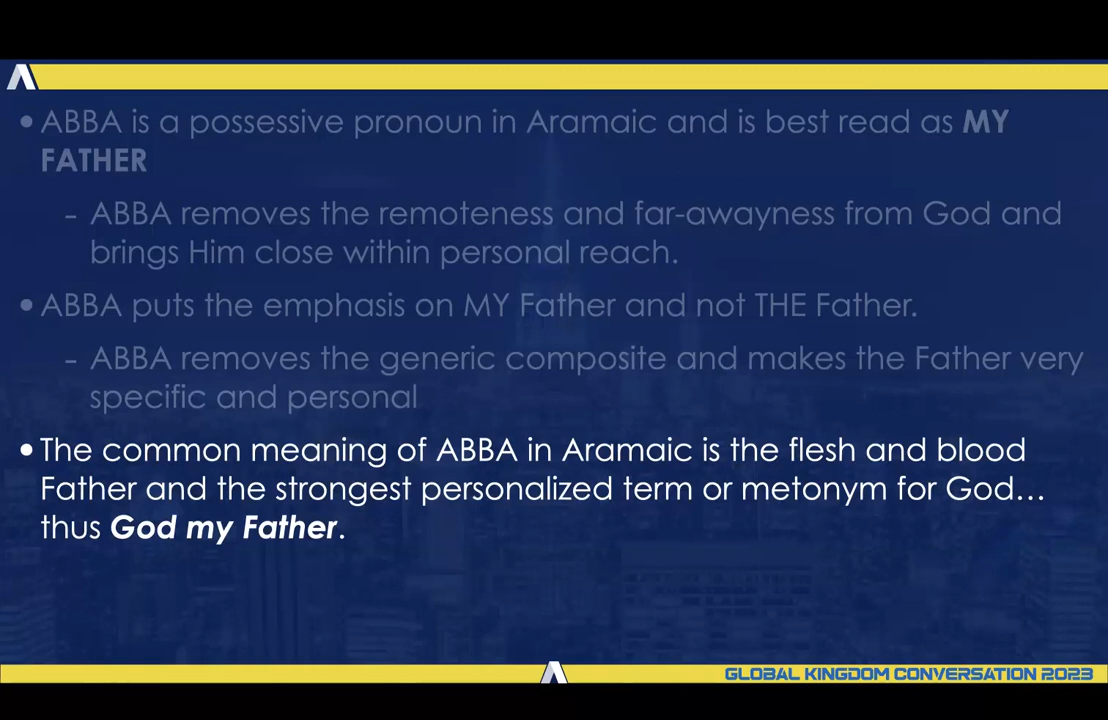 • ABBA is a possessive pronoun in Aramaic and is best read as MY
FATHER
- ABBA removes the remoteness and far-awayness from God and
brings Him close within personal reach.
• ABBA puts the emphasis on MY Father and not THE Father.
- ABBA removes the generic composite and makes the Father very
specific and personal
• The common meaning of ABBA in Aramaic is the flesh and blood
Father and the strongest personalized term or metonym for God…
thus God my Father.
GLOBAL KINGDOM CONVERSATION 2023